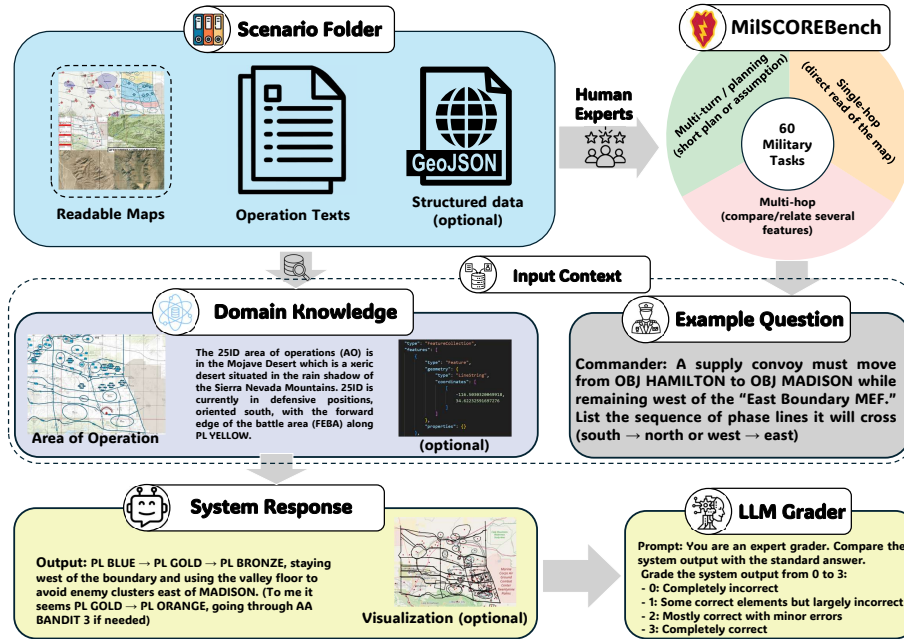 Scenario Folder
Readable Maps
Operation Texts
GeoJSON
Structured data
(optional)
Human
Experts
MilSCOREBench
Multi-turn / planning
(short plan or assumption)
Single-hop
(direct read of the map)
60
Military
Tasks
Multi-hop
(compare/relate several
features)
Input Context
Domain Knowledge
Area of Operation
The 25ID area of operations (AO) is
in the Mojave Desert which is a xeric
desert situated in the rain shadow of
the Sierra Nevada Mountains. 25ID is
currently in defensive positions,
oriented south, with the forward
edge of the battle area (FEBA) along
PL YELLOW.
"type": "FeatureCollection",
"features": [
{
"type": "Feature",
"geometry": {
"type": "LineString",
"coordinates": [
[
],
"properties": {}
(optional)
Example Question
Commander: A supply convoy must move
from OBJ HAMILTON to OBJ MADISON while
remaining west of the “East Boundary MEF.”
List the sequence of phase lines it will cross
(south → north or west → east)
System Response
Output: PL BLUE → PL GOLD → PL BRONZE, staying
west of the boundary and using the valley floor to
avoid enemy clusters east of MADISON. (To me it
seems PL GOLD → PL ORANGE, going through AA
BANDIT 3 if needed)
Visualization (optional)
LLM Grader
Prompt: You are an expert grader. Compare the
system output with the standard answer.
Grade the system output from 0 to 3:
- 0: Completely incorrect
- 1: Some correct elements but largely incorrect
- 2: Mostly correct with minor errors
- 3: Completely correct